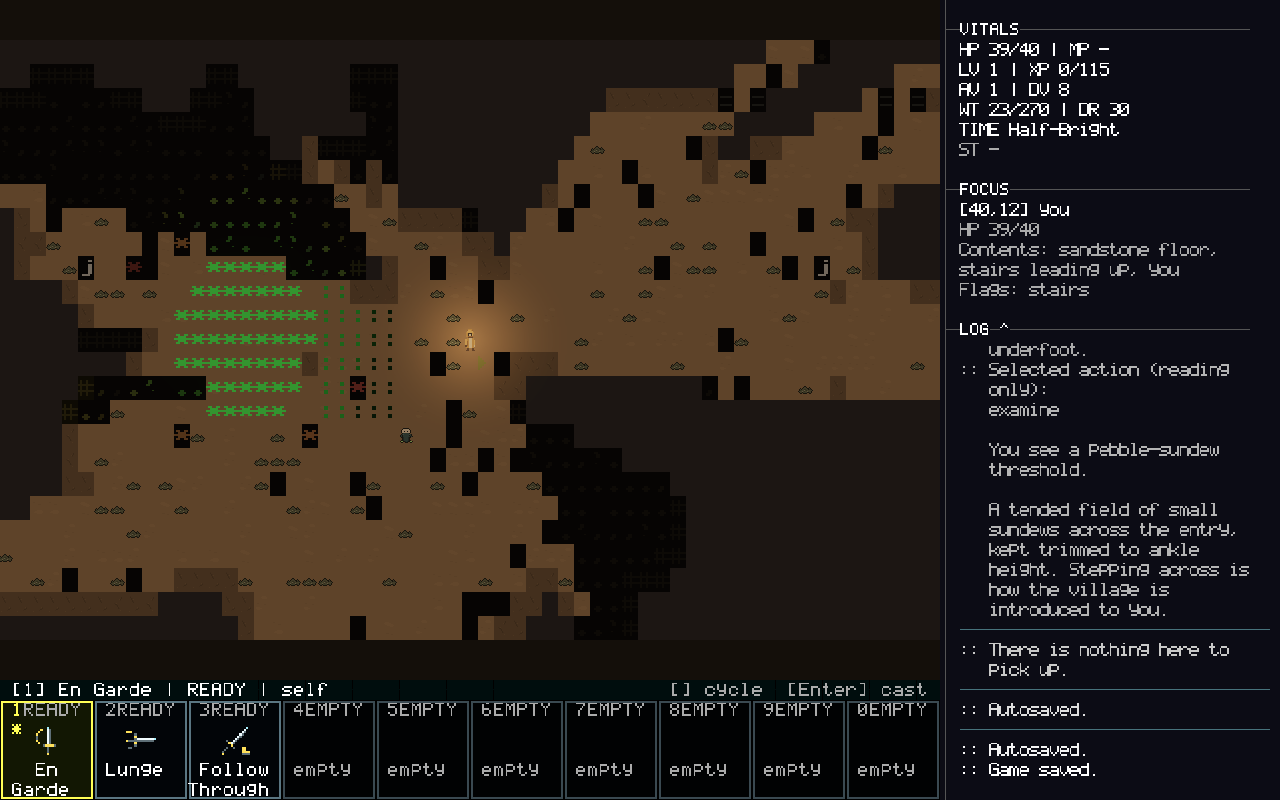 VITALS
HP 39/40 | MP -
LV 1 | XP 0/115
AV 1 | DV 8
WT 23/270 | DR 30
TIME Half-Bright
ST -
FOCUS
[40,12] You
HP 39/40
Contents: sandstone floor,
stairs leading up, you
Flags: stairs
LOG ^
underfoot.
:: Selected action (reading
only):
examine
You see a Pebble-sundew
threshold.
A tended field of small
sundews across the entry,
kept trimmed to ankle
height. Stepping across is
how the village is
introduced to you.
:: There is nothing here to
pick up.
:: Autosaved.
:: Autosaved.
:: Game saved.
j
j
[1] En Garde | READY | self
[] cycle [Enter] cast
1READY 2READY 3READY 4EMPTY 5EMPTY 6EMPTY 7EMPTY 8EMPTY 9EMPTY 0EMPTY
*
En Garde
Lunge
Follow Through
empty empty empty empty empty empty empty